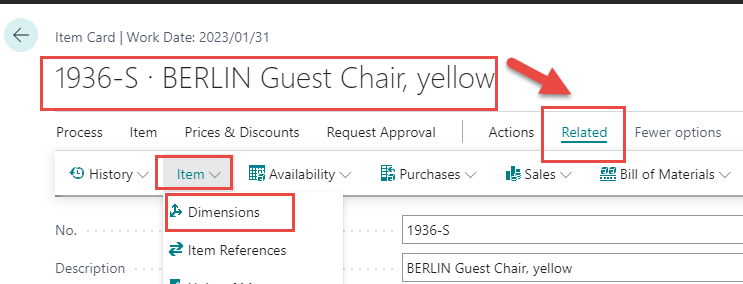 Item Card | Work Date: 2023/01/31
1936-S · BERLIN Guest Chair, yellow
Process Item Prices & Discounts Request Approval Actions Related Fewer options
History Item Availability Purchases Sales Bill of Materials
Dimensions
No. 1936-S
Item References
Description BERLIN Guest Chair, yellow